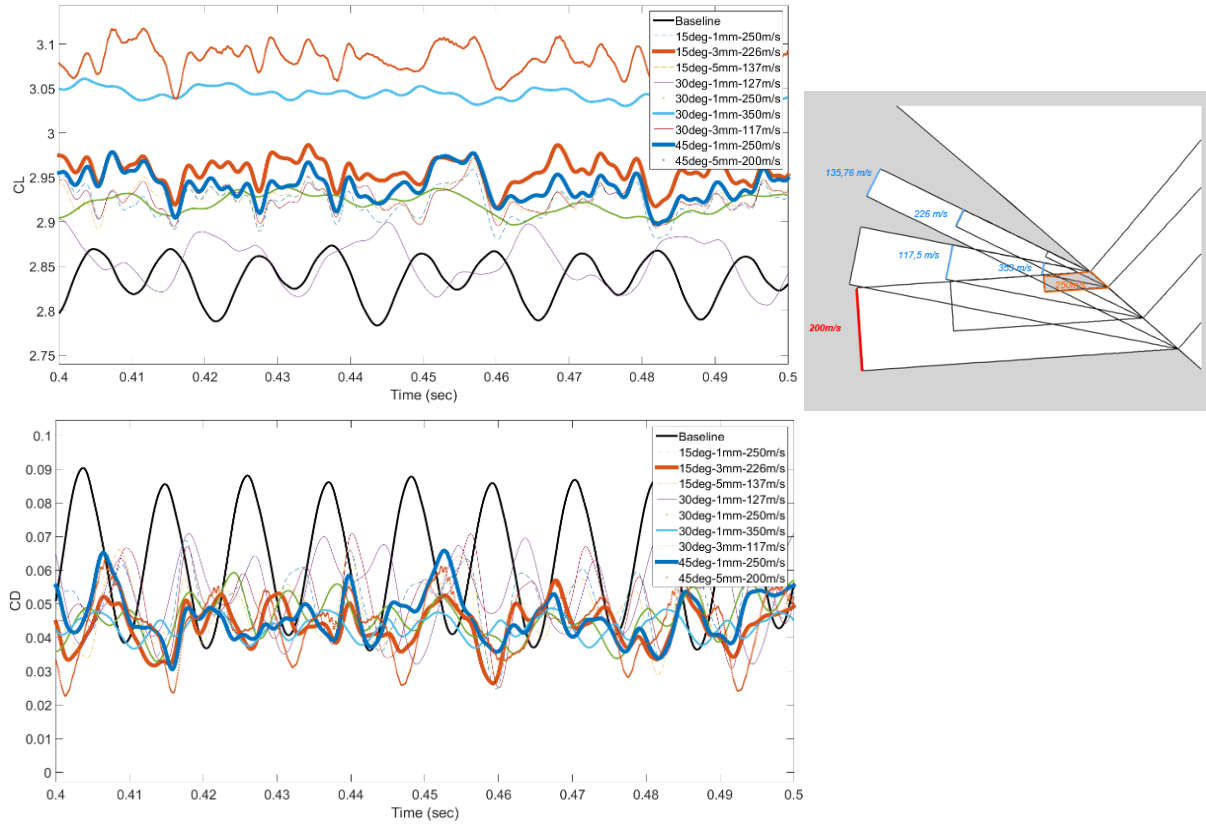 3.1
3.05
3
2.95
2.9
2.85
2.8
2.75
CL
0.4
0.41
0.42
0.43
0.44
0.45
0.46
0.47
0.48
0.49
0.5
Time (sec)
Baseline
15deg-1mm-250m/s
15deg-3mm-226m/s
15deg-5mm-137m/s
30deg-1mm-127m/s
30deg-1mm-250m/s
30deg-1mm-350m/s
30deg-3mm-117m/s
45deg-1mm-250m/s
45deg-5mm-200m/s
135,76 m/s
226 m/s
117,5 m/s
353 m/s
250m/s
200m/s
0.1
0.09
0.08
0.07
0.06
0.05
0.04
0.03
0.02
0.01
0
CD
0.4
0.41
0.42
0.43
0.44
0.45
0.46
0.47
0.48
0.49
0.5
Time (sec)
Baseline
15deg-1mm-250m/s
15deg-3mm-226m/s
15deg-5mm-137m/s
30deg-1mm-127m/s
30deg-1mm-250m/s
30deg-1mm-350m/s
30deg-3mm-117m/s
45deg-1mm-250m/s
45deg-5mm-200m/s